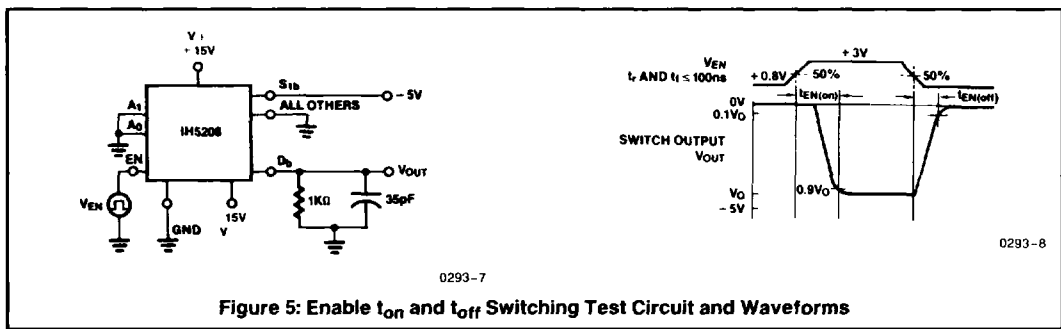 V+
+ 15V
S1b
- 5V
ALL OTHERS
A1
A0
IH5208
EN
Db
VOUT
1KΩ
35pF
VEN
GND
15V
V
0293-7
VEN
tr AND tf ≤ 100ns
+ 3V
+ 0.8V
50%
50%
tEN(on)
tEN(off)
0V
0.1VO
SWITCH OUTPUT
VOUT
0.9VO
VO
- 5V
0293-8
Figure 5: Enable ton and toff Switching Test Circuit and Waveforms